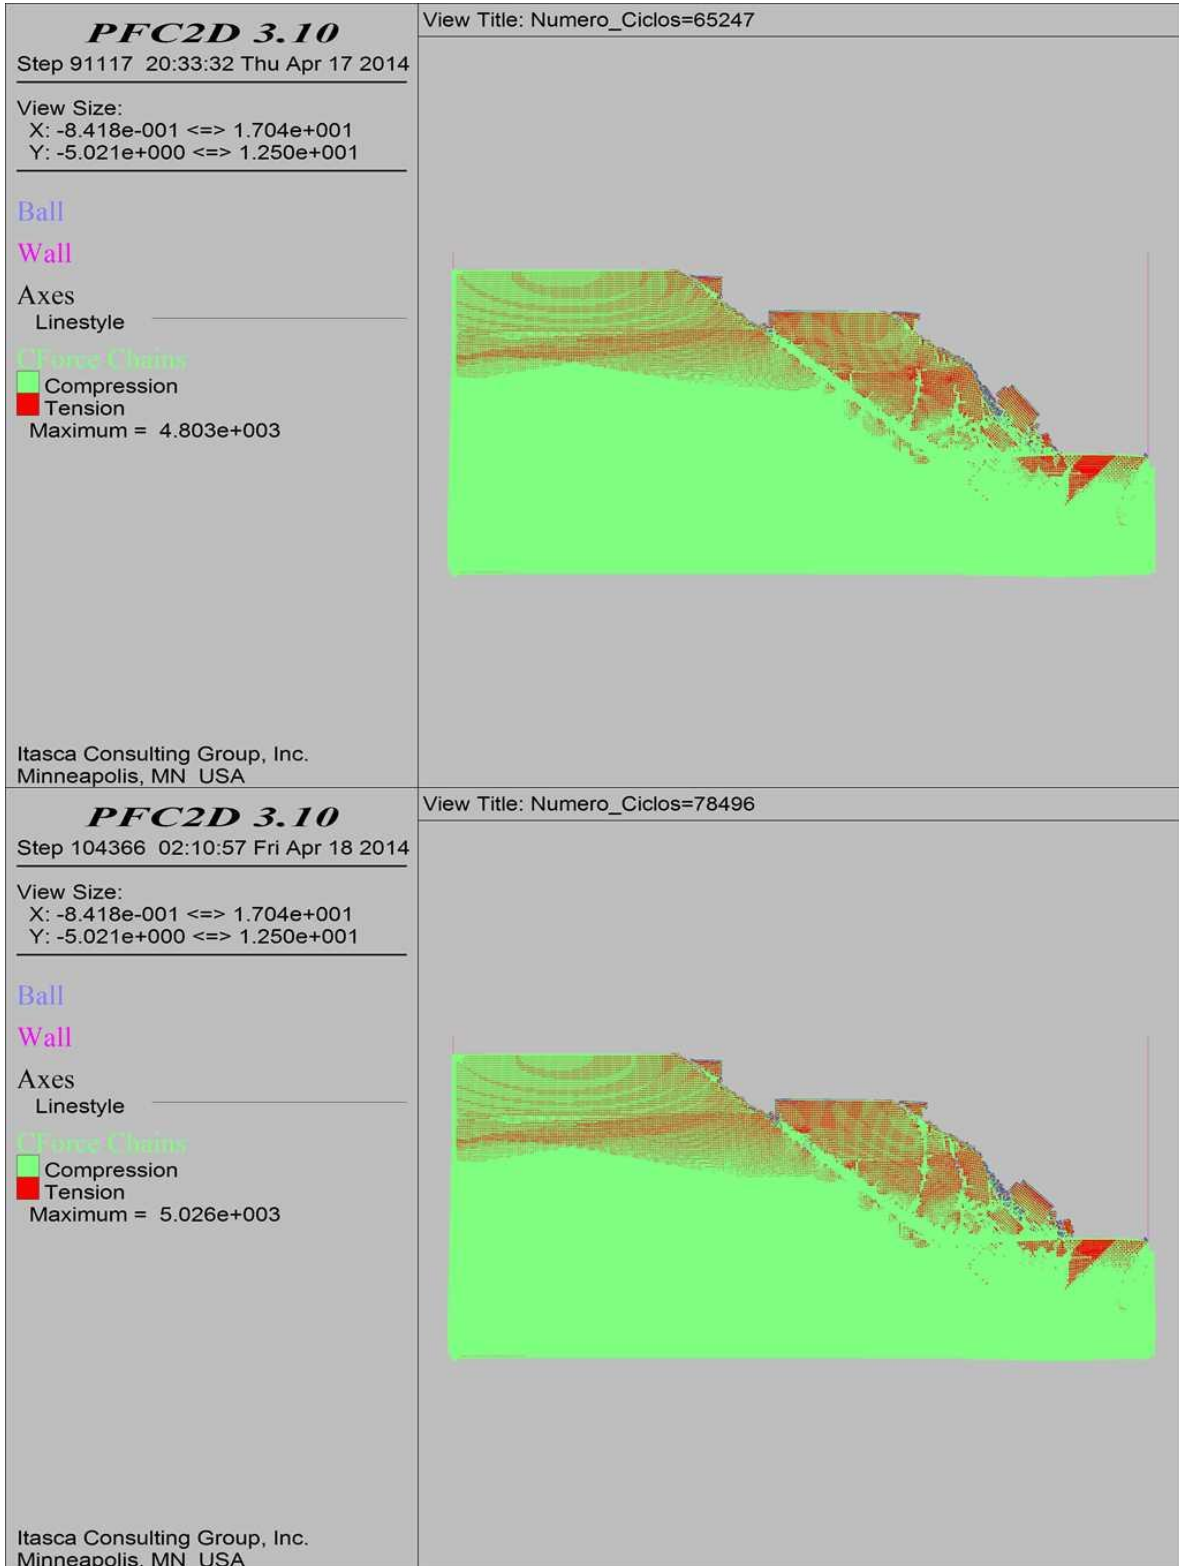 PFC2D 3.10
Step 91117 20:33:32 Thu Apr 17 2014
View Size:
X: -8.418e-001 <=> 1.704e+001
Y: -5.021e+000 <=> 1.250e+001
Ball
Wall
Axes
Linestyle
CForce Chains
Compression
Tension
Maximum = 4.803e+003
Itasca Consulting Group, Inc.
Minneapolis, MN USA
View Title: Numero_Ciclos=65247
PFC2D 3.10
Step 104366 02:10:57 Fri Apr 18 2014
View Size:
X: -8.418e-001 <=> 1.704e+001
Y: -5.021e+000 <=> 1.250e+001
Ball
Wall
Axes
Linestyle
CForce Chains
Compression
Tension
Maximum = 5.026e+003
Itasca Consulting Group, Inc.
Minneapolis, MN USA
View Title: Numero_Ciclos=78496